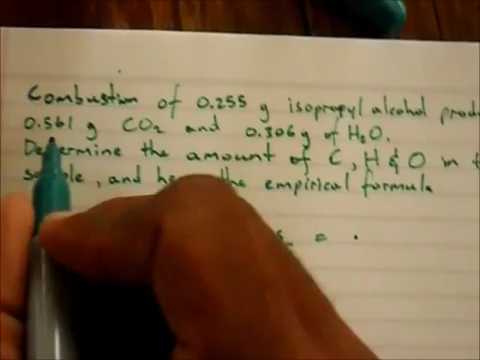 Combustion of 0.255 g isopropyl alcohol prod
0.561 g CO₂ and 0.306 g of H₂O.
Determine the amount of C, H & O in t
and the empirical formula
=